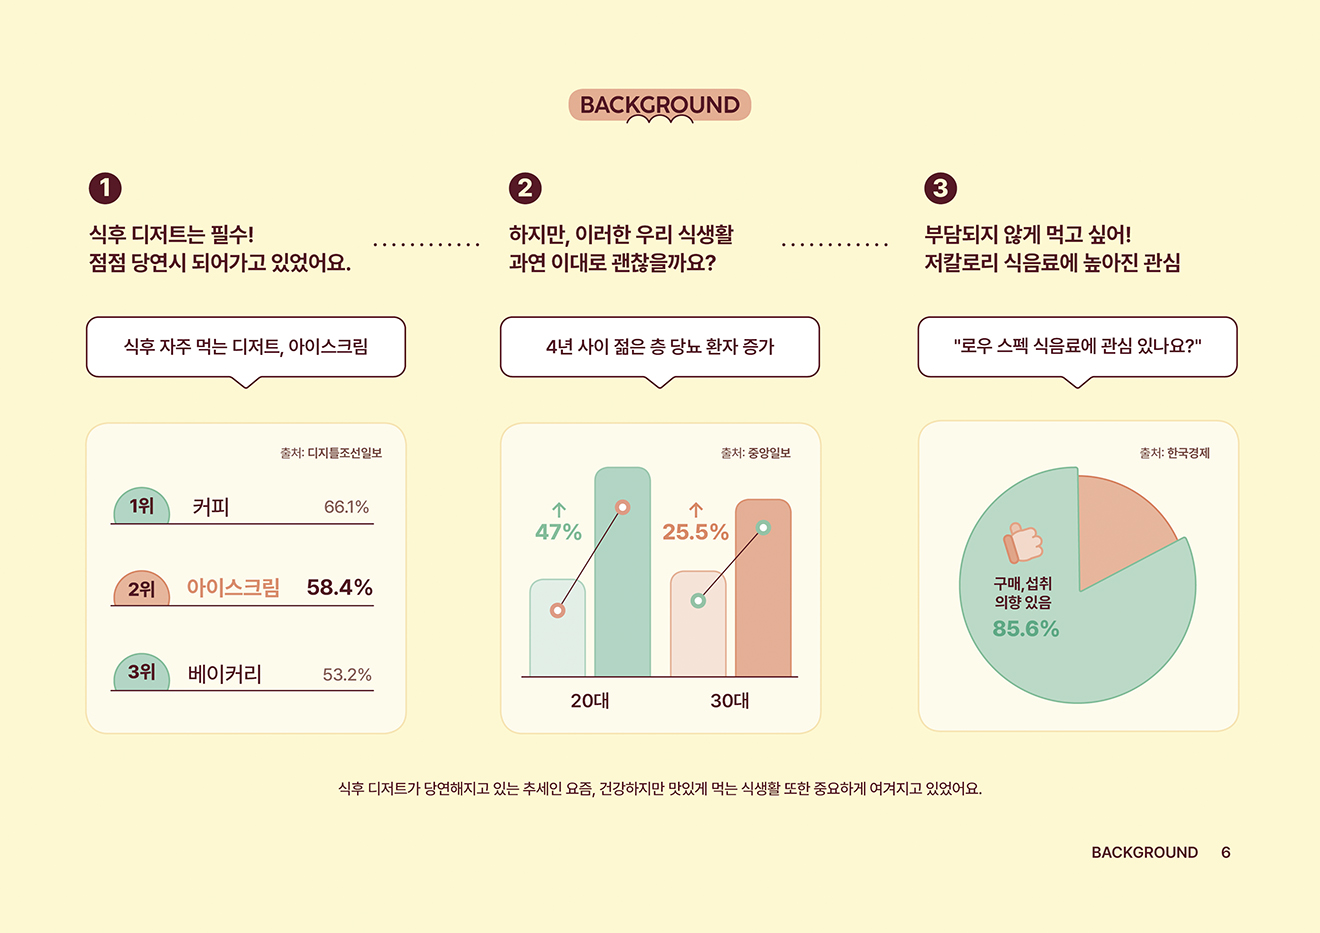 BACKGROUND
1
식후 디저트는 필수!
점점 당연시 되어가고 있었어요.
식후 자주 먹는 디저트, 아이스크림
출처: 디지틀조선일보
1위 커피 66.1%
2위 아이스크림 58.4%
3위 베이커리 53.2%
2
하지만, 이러한 우리 식생활
과연 이대로 괜찮을까요?
4년 사이 젊은 층 당뇨 환자 증가
출처: 중앙일보
↑ ↑
47% 25.5%
20대 30대
3
부담되지 않게 먹고 싶어!
저칼로리 식음료에 높아진 관심
"로우 스펙 식음료에 관심 있나요?"
출처: 한국경제
구매,섭취
의향 있음
85.6%
식후 디저트가 당연해지고 있는 추세인 요즘, 건강하지만 맛있게 먹는 식생활 또한 중요하게 여겨지고 있었어요.
BACKGROUND 6